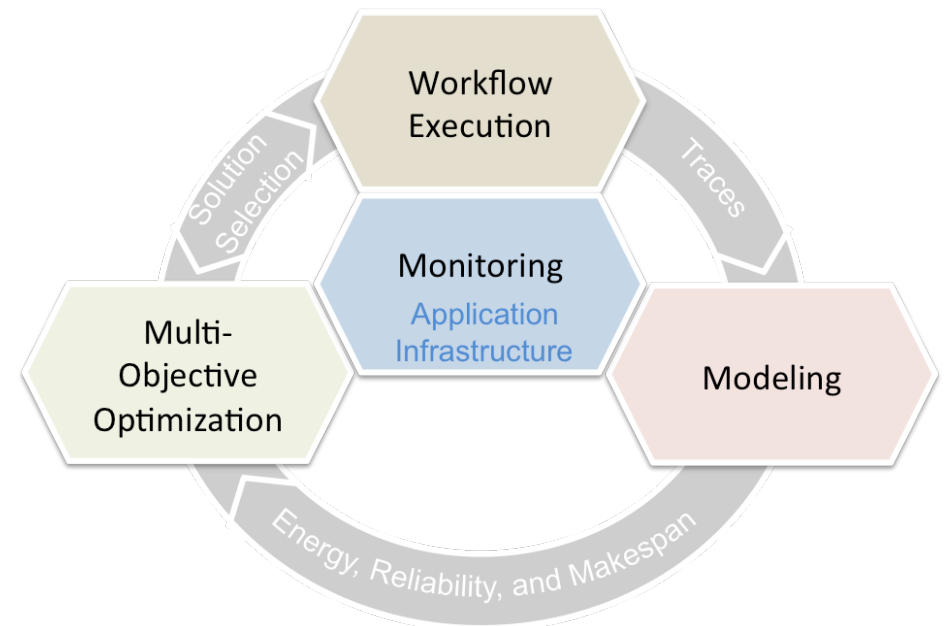 Workflow
Execution
Solution
Selection
Traces
Monitoring
Application
Infrastructure
Multi-
Objective
Optimization
Modeling
Energy, Reliability, and Makespan